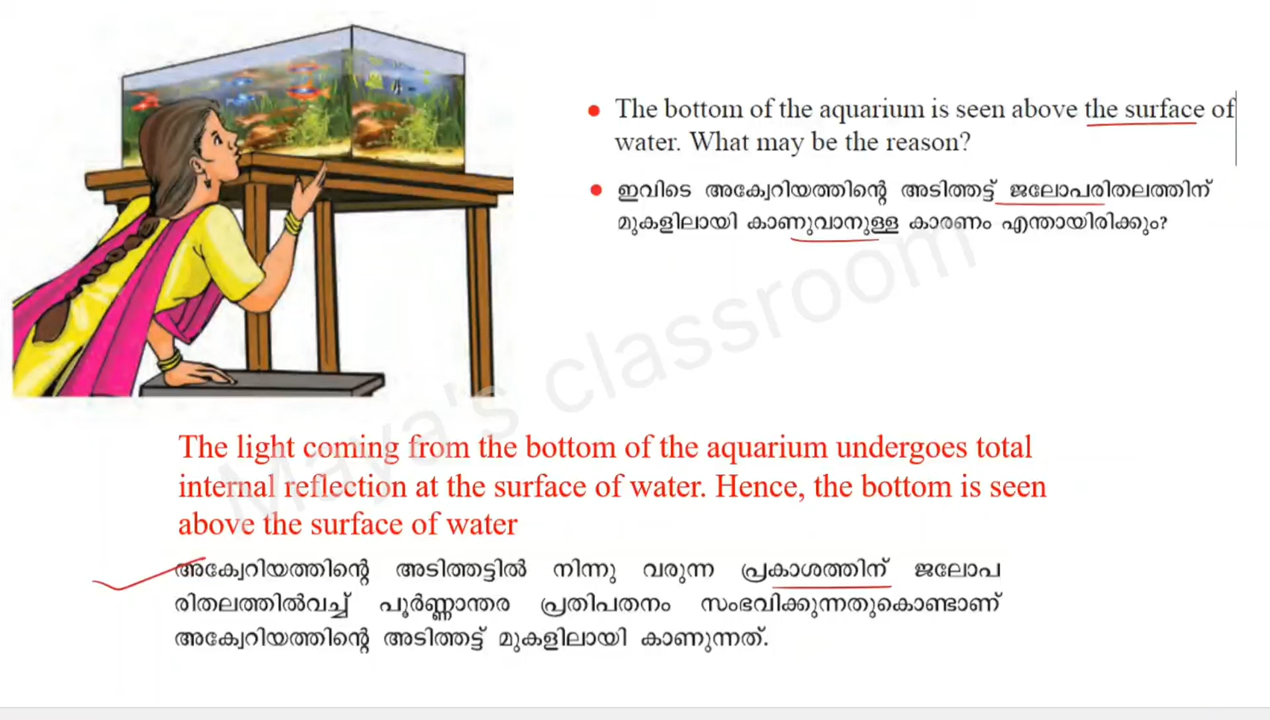 The bottom of the aquarium is seen above the surface of
water. What may be the reason?
ഇവിടെ അക്വേറിയത്തിന്റെ അടിത്തട്ട് ജലോപരിതലത്തിന്
മുകളിലായി കാണുവാനുള്ള കാരണം എന്തായിരിക്കും?
Maya's classroom
The light coming from the bottom of the aquarium undergoes total
internal reflection at the surface of water. Hence, the bottom is seen
above the surface of water
അക്വേറിയത്തിന്റെ അടിത്തട്ടിൽ നിന്നു വരുന്ന പ്രകാശത്തിന് ജലോപ
രിതലത്തിൽവച്ച് പൂർണ്ണാന്തര പ്രതിപതനം സംഭവിക്കുന്നതുകൊണ്ടാണ്
അക്വേറിയത്തിന്റെ അടിത്തട്ട് മുകളിലായി കാണുന്നത്.